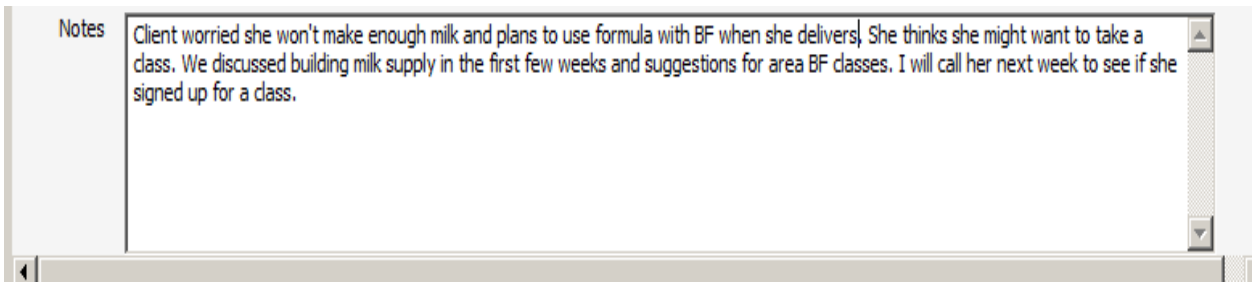 Notes
Client worried she won't make enough milk and plans to use formula with BF when she delivers. She thinks she might want to take a
class. We discussed building milk supply in the first few weeks and suggestions for area BF classes. I will call her next week to see if she
signed up for a class.